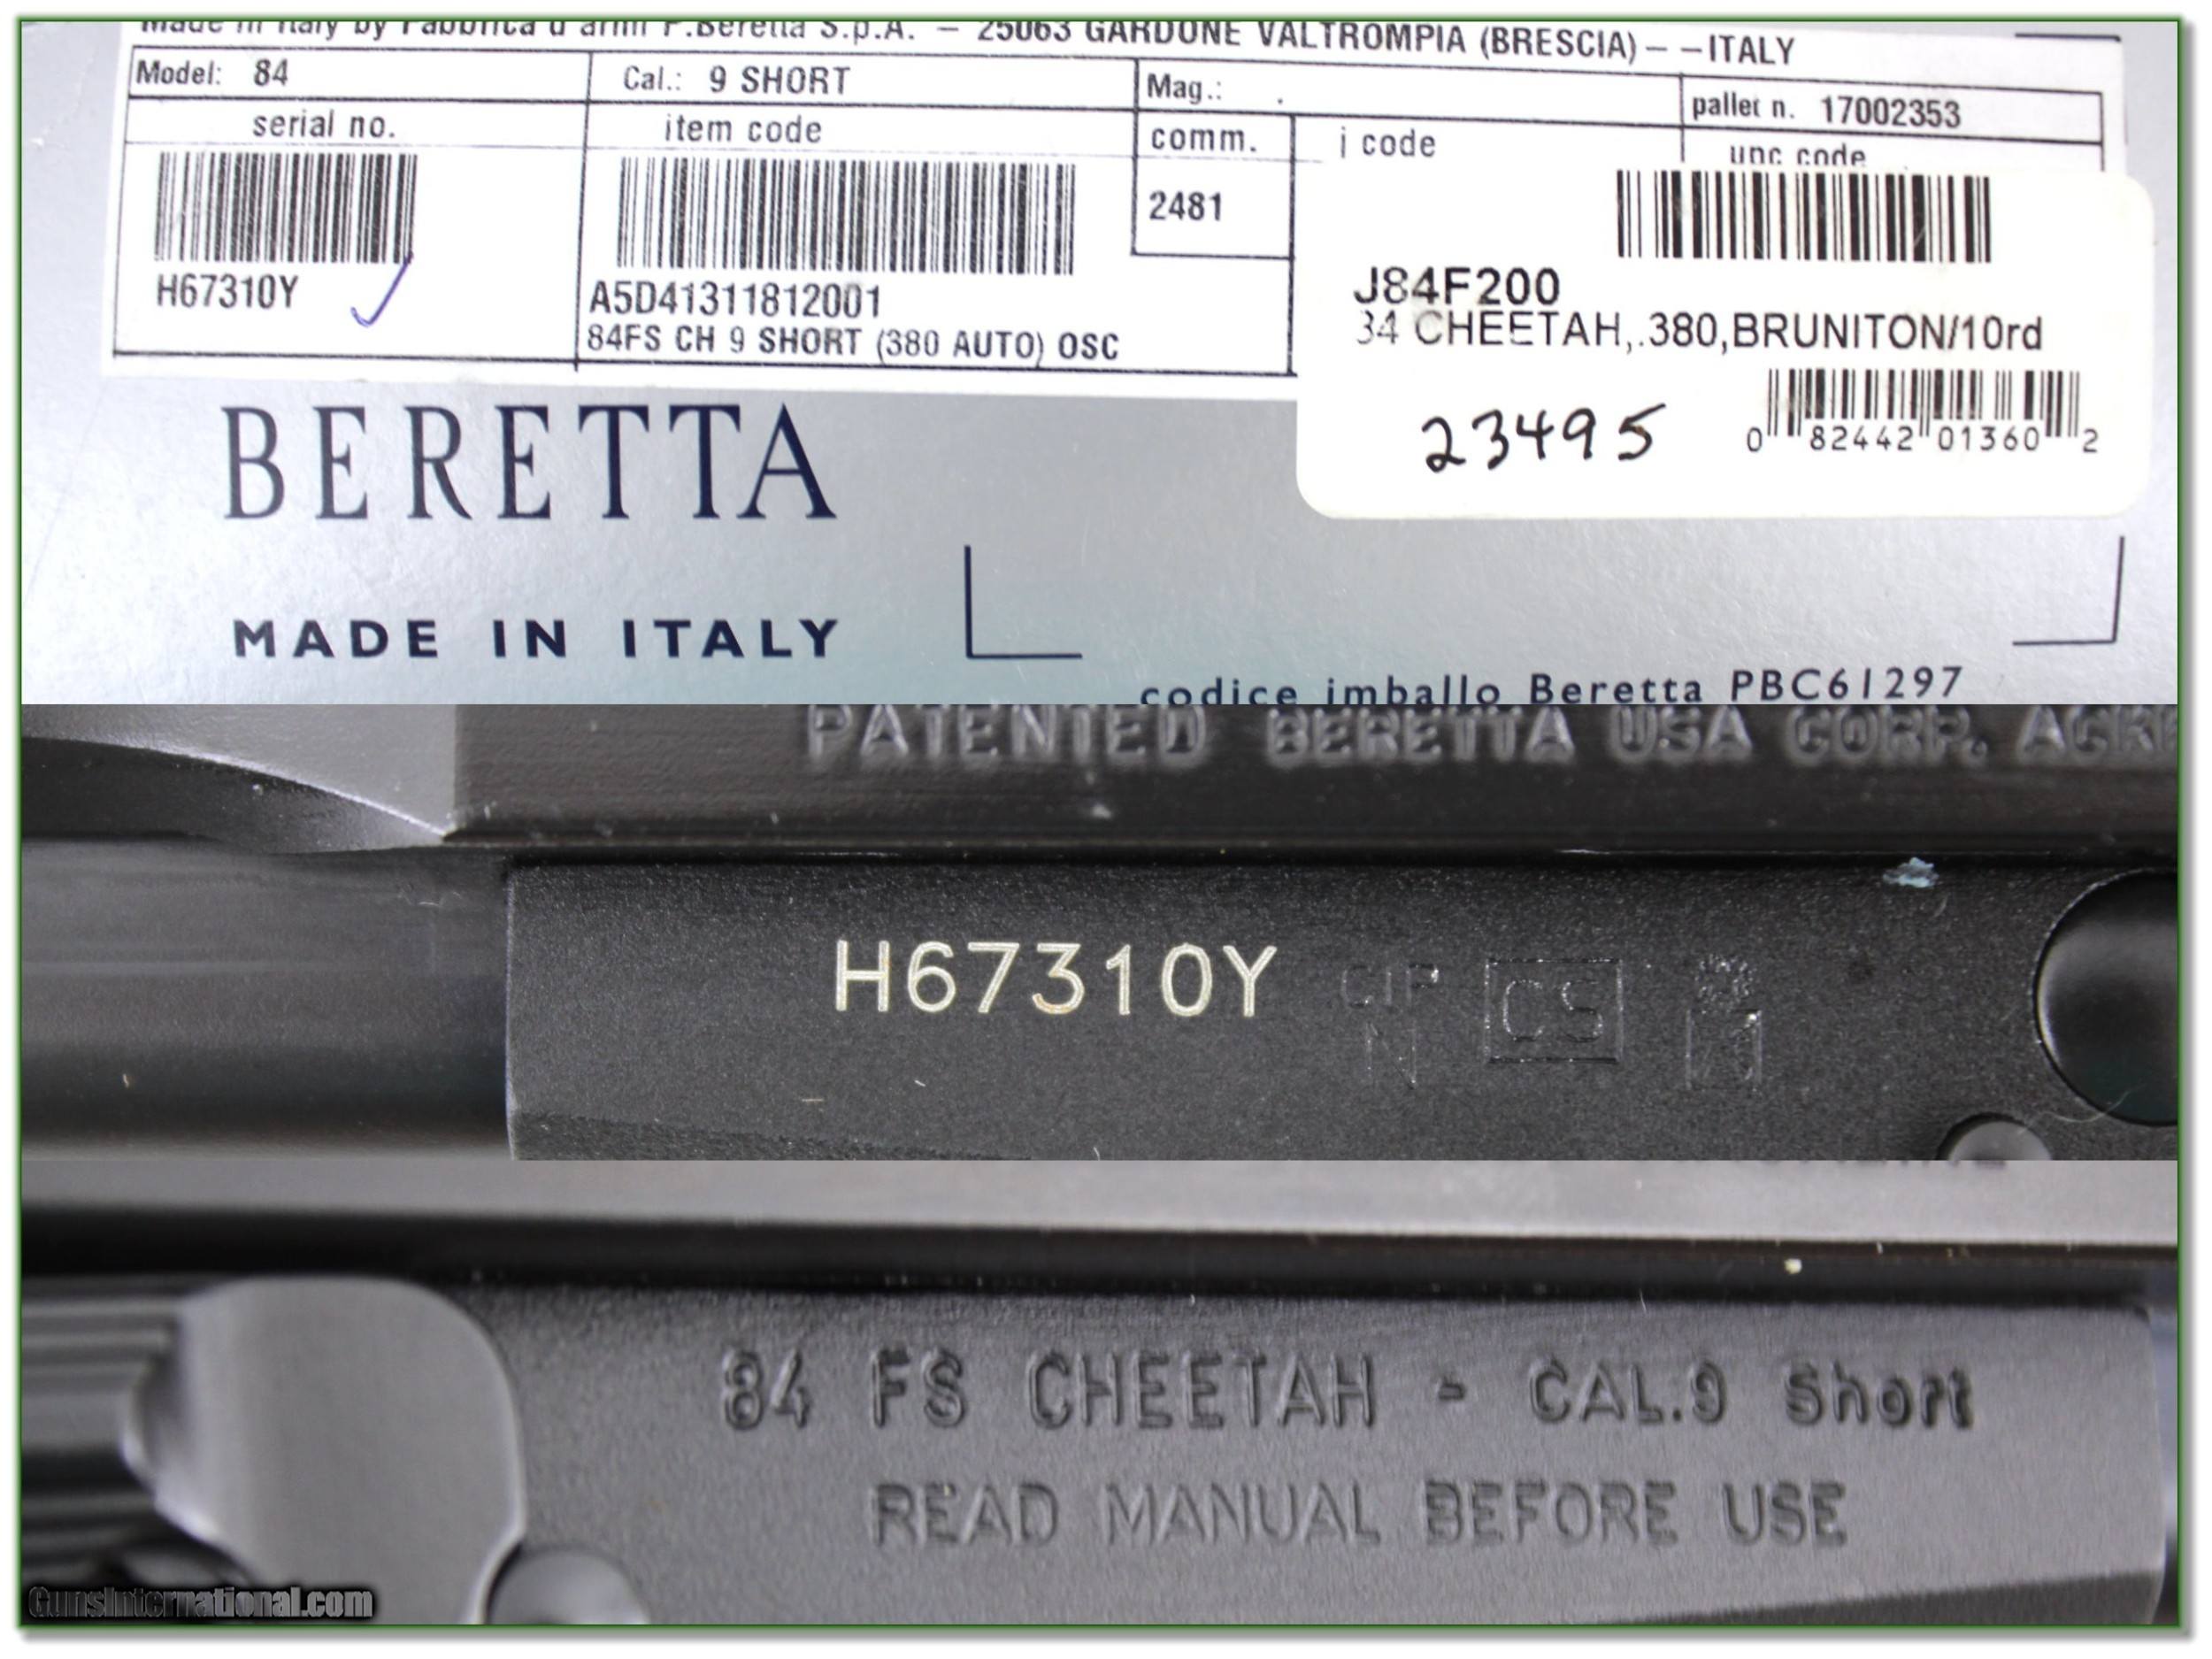 Made in Italy by Fabbrica d'armi P.Beretta S.p.A. – 25063 GARDONE VALTROMPIA (BRESCIA) – –ITALY
Model: 84 Cal.: 9 SHORT Mag.: . pallet n. 17002353
serial no. item code comm. i code upc code
2481
H67310Y A5D41311812001
84FS CH 9 SHORT (380 AUTO) OSC
J84F200
84 CHEETAH,.380,BRUNITON/10rd
23495
0 82442 01360 2
BERETTA
MADE IN ITALY
codice imballo Beretta PBC61297
PATENTED BERETTA USA CORP.
H67310Y CIP CS
N
84 FS CHEETAH - CAL.9 Short
READ MANUAL BEFORE USE
GunsInternational.com